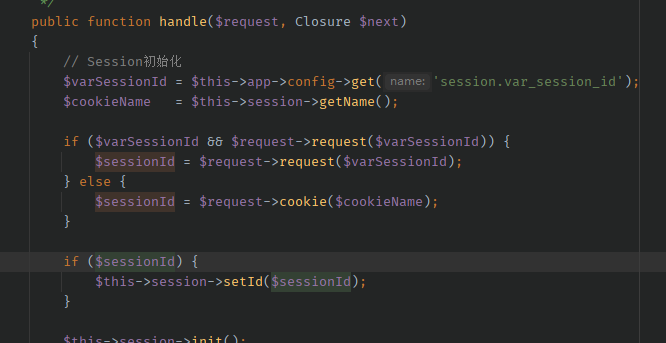 */
public function handle($request, Closure $next)
{
// Session初始化
$varSessionId = $this->app->config->get( name: 'session.var_session_id');
$cookieName   = $this->session->getName();
if ($varSessionId && $request->request($varSessionId)) {
$sessionId = $request->request($varSessionId);
} else {
$sessionId = $request->cookie($cookieName);
}
if ($sessionId) {
$this->session->setId($sessionId);
}
$this->session->init();